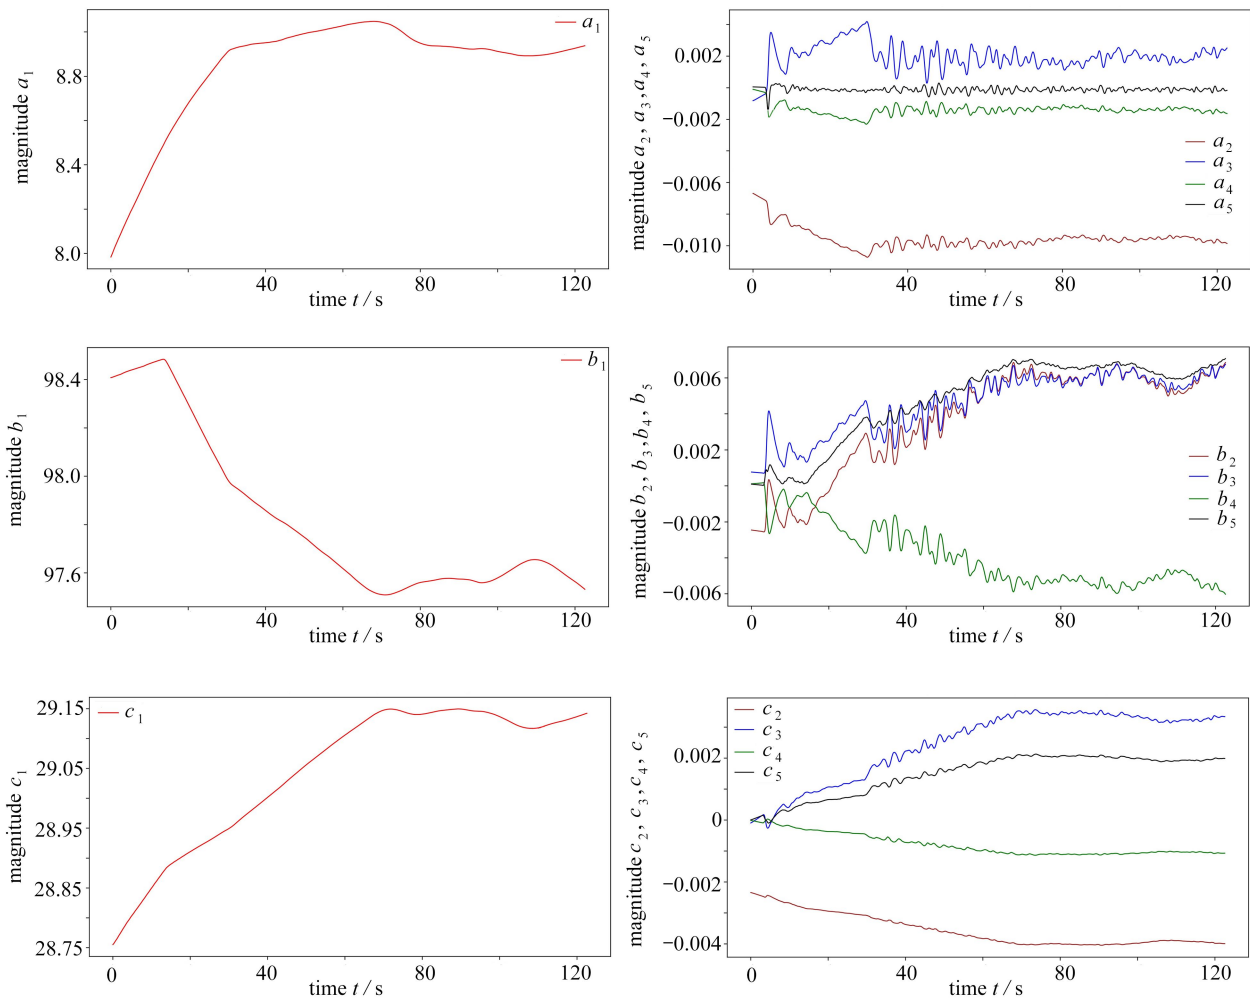 magnitude a₁
8.8
8.4
8.0
a₁
0 40 80 120
time t / s
magnitude a₂, a₃, a₄, a₅
0.002
−0.002
−0.006
−0.010
a₂
a₃
a₄
a₅
0 40 80 120
time t / s
magnitude b₁
98.4
98.0
97.6
b₁
0 40 80 120
time t / s
magnitude b₂, b₃, b₄, b₅
0.006
0.002
−0.002
−0.006
b₂
b₃
b₄
b₅
0 40 80 120
time t / s
magnitude c₁
29.15
29.05
28.95
28.85
28.75
c₁
0 40 80 120
time t / s
magnitude c₂, c₃, c₄, c₅
0.002
0
−0.002
−0.004
c₂
c₃
c₄
c₅
0 40 80 120
time t / s